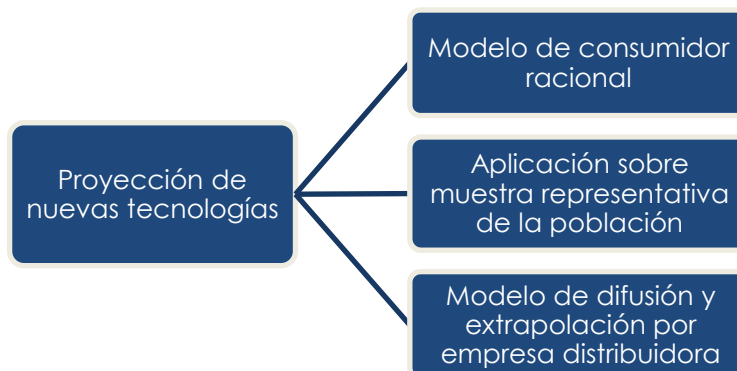 Proyección de
nuevas tecnologías
Modelo de consumidor
racional
Aplicación sobre
muestra representativa
de la población
Modelo de difusión y
extrapolación por
empresa distribuidora